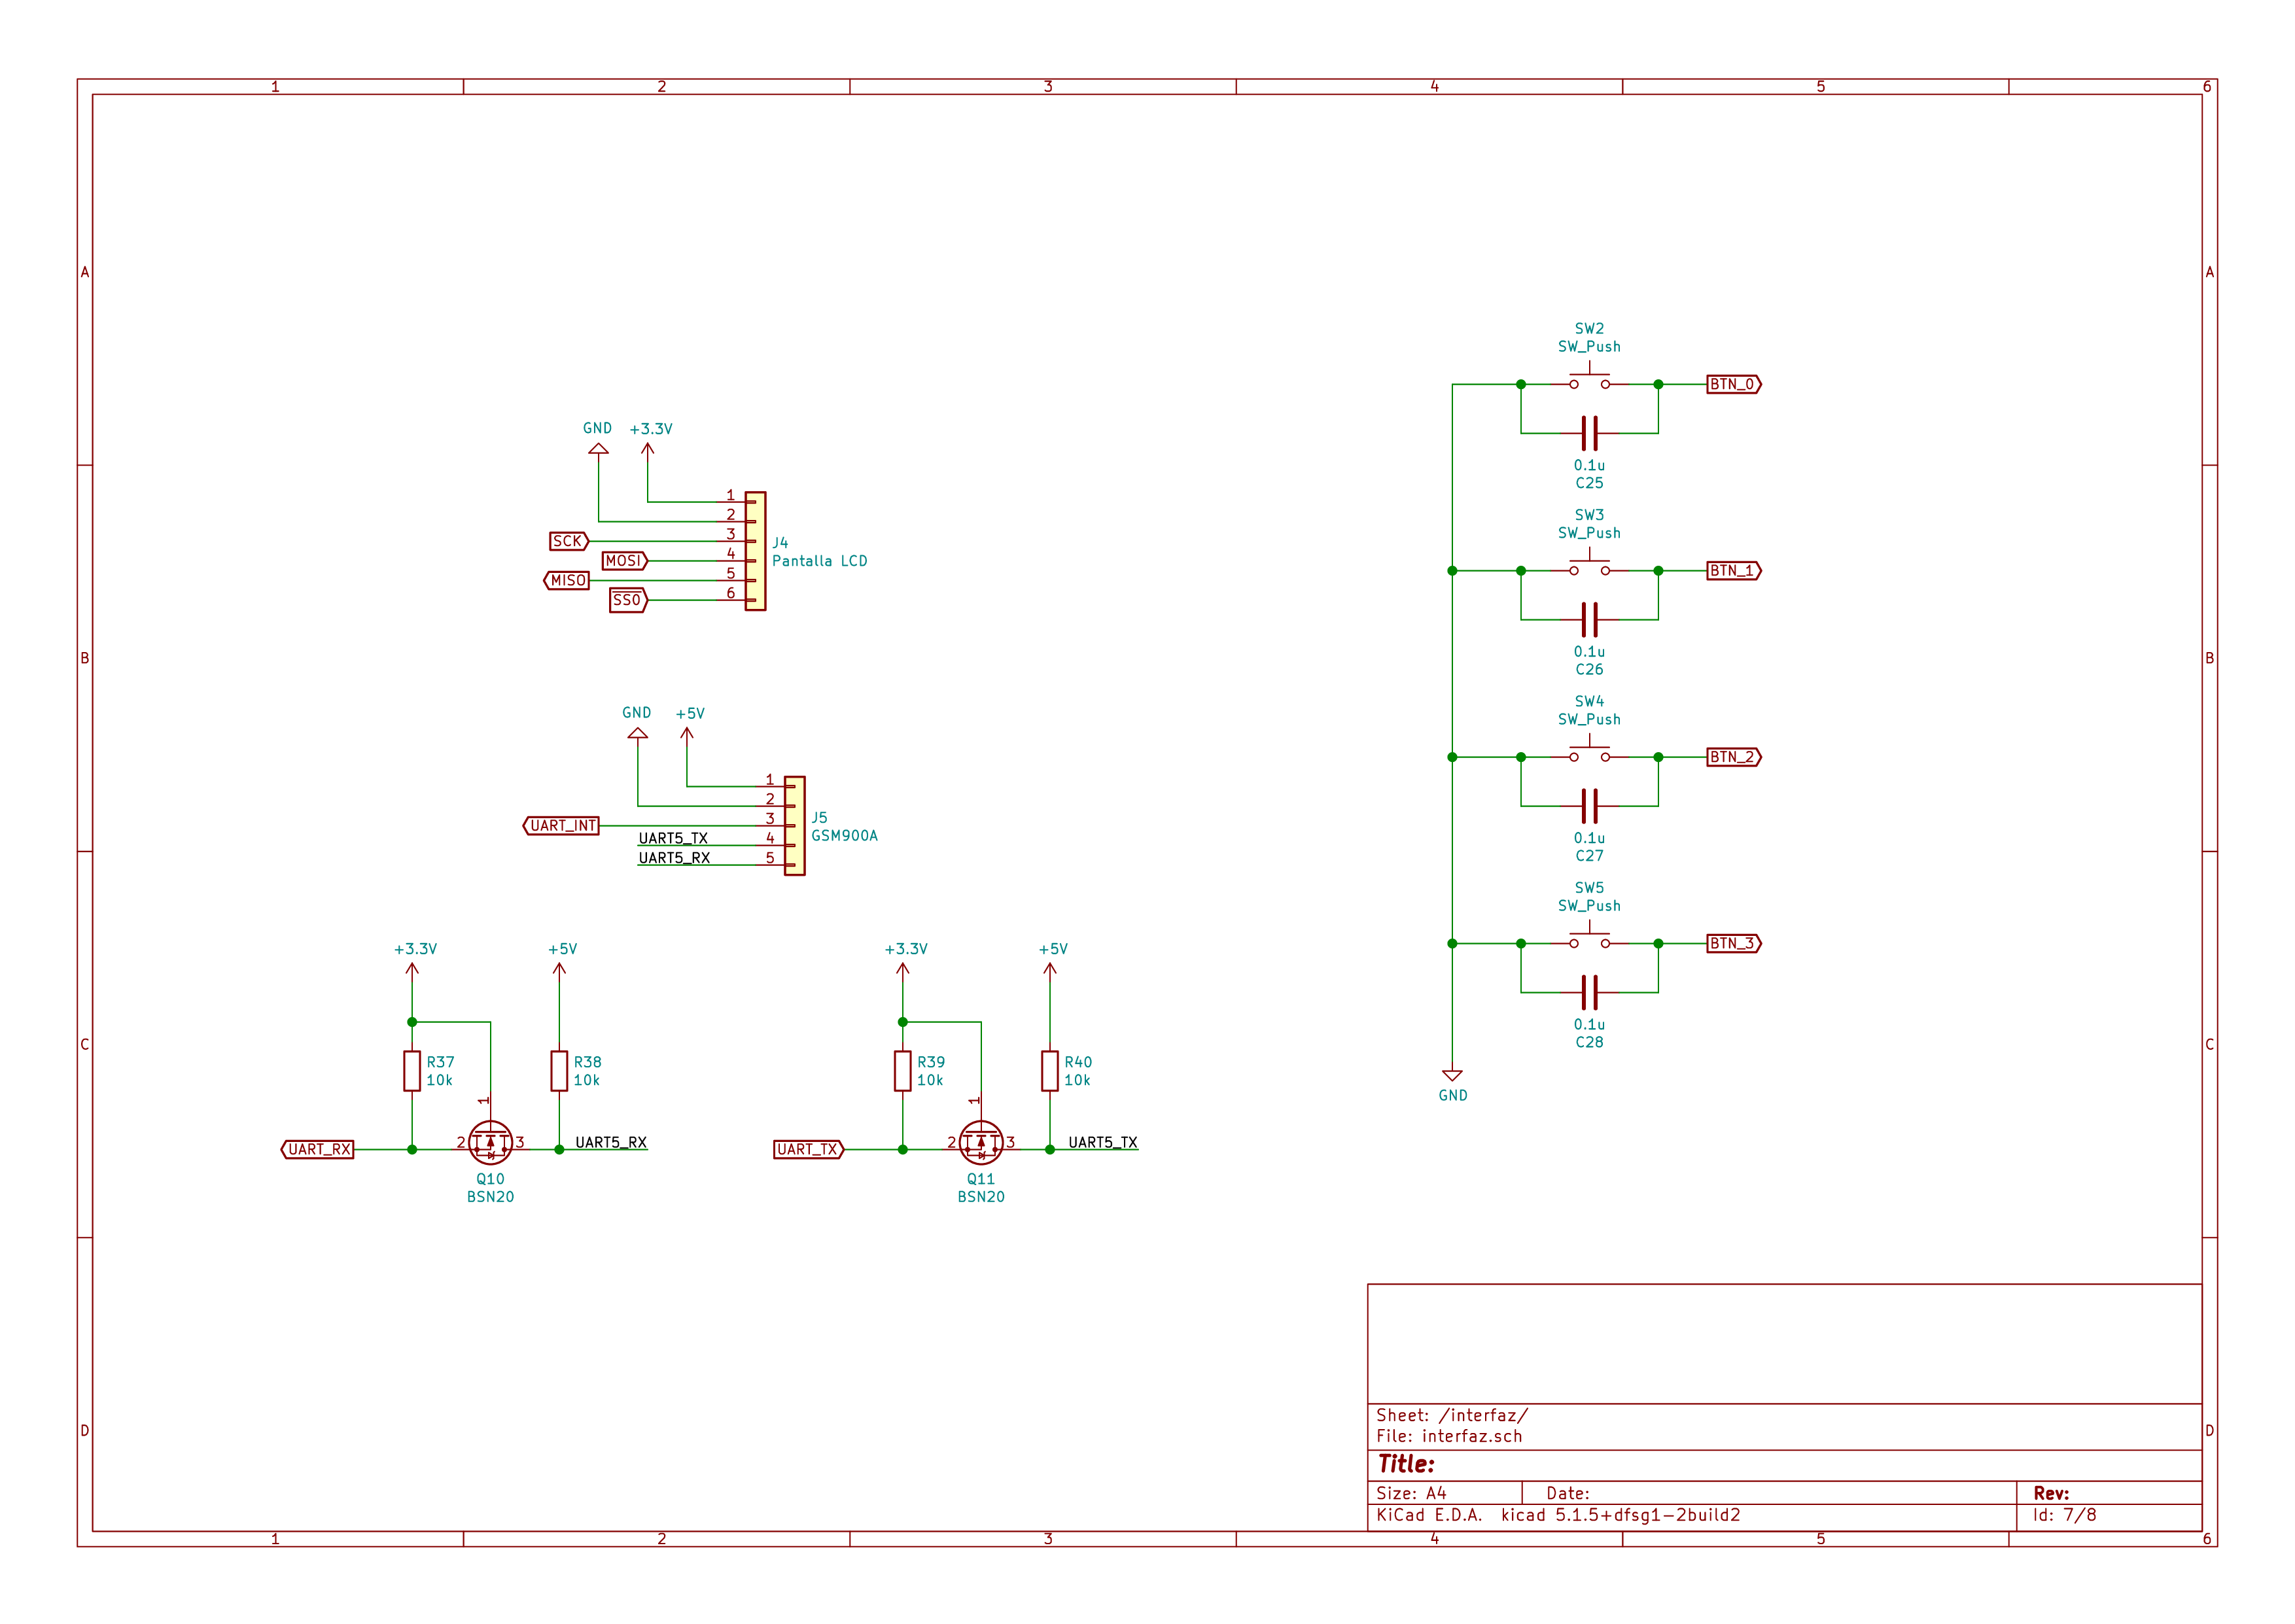 1 2 3 4 5 6
A A
B B
C C
D D
1 2 3 4 5 6
GND +3.3V
1
2
SCK 3
MOSI 4
MISO 5
SS0 6
J4
Pantalla LCD
GND +5V
1
2
UART_INT 3
UART5_TX 4
UART5_RX 5
J5
GSM900A
+3.3V +5V
R37
10k
R38
10k
1
UART_RX 2 3 UART5_RX
Q10
BSN20
+3.3V +5V
R39
10k
R40
10k
1
UART_TX 2 3 UART5_TX
Q11
BSN20
SW2
SW_Push
BTN_0
0.1u
C25
SW3
SW_Push
BTN_1
0.1u
C26
SW4
SW_Push
BTN_2
0.1u
C27
SW5
SW_Push
BTN_3
0.1u
C28
GND
Sheet: /interfaz/
File: interfaz.sch
Title:
Size: A4 Date: Rev:
KiCad E.D.A. kicad 5.1.5+dfsg1-2build2 Id: 7/8